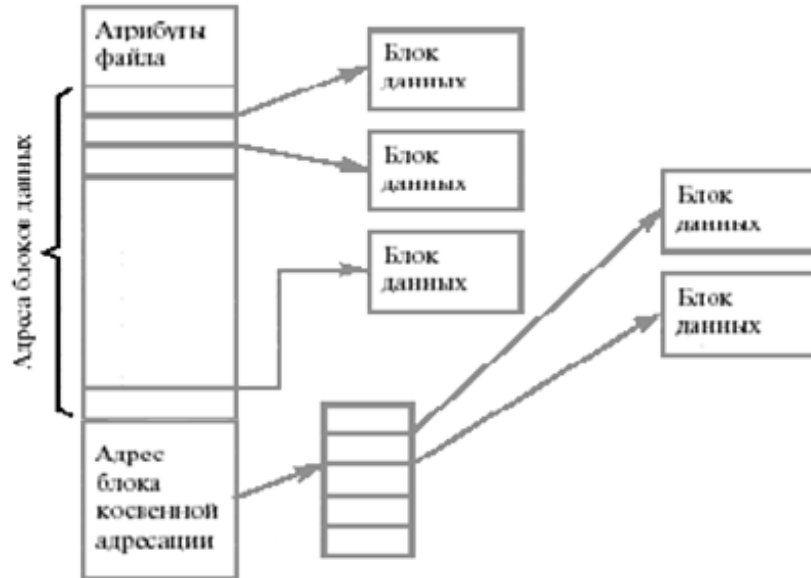 Атрибуты
файла
Блок
данных
Блок
данных
Блок
данных
Блок
данных
Блок
данных
Адреса блоков данных
Адрес
блока
косвенной
адресации